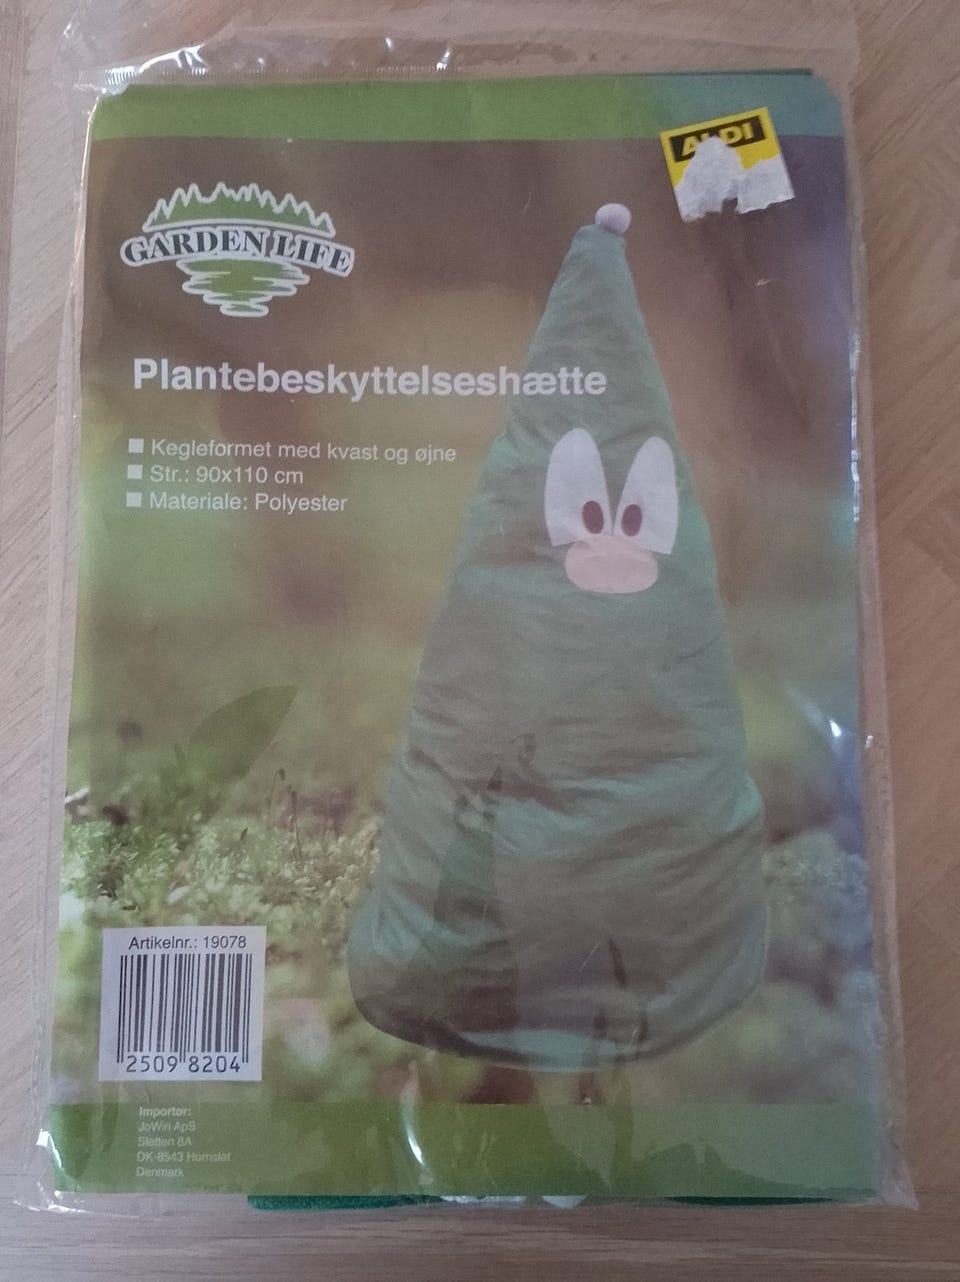 ALDI
GARDEN LIFE
Plantebeskyttelseshætte
Kegleformet med kvast og øjne
Str.: 90x110 cm
Materiale: Polyester
Artikelnr.: 19078
2509 8204
Importør:
JoWin ApS
Sletten 8A
DK-8543 Hornslet
Denmark